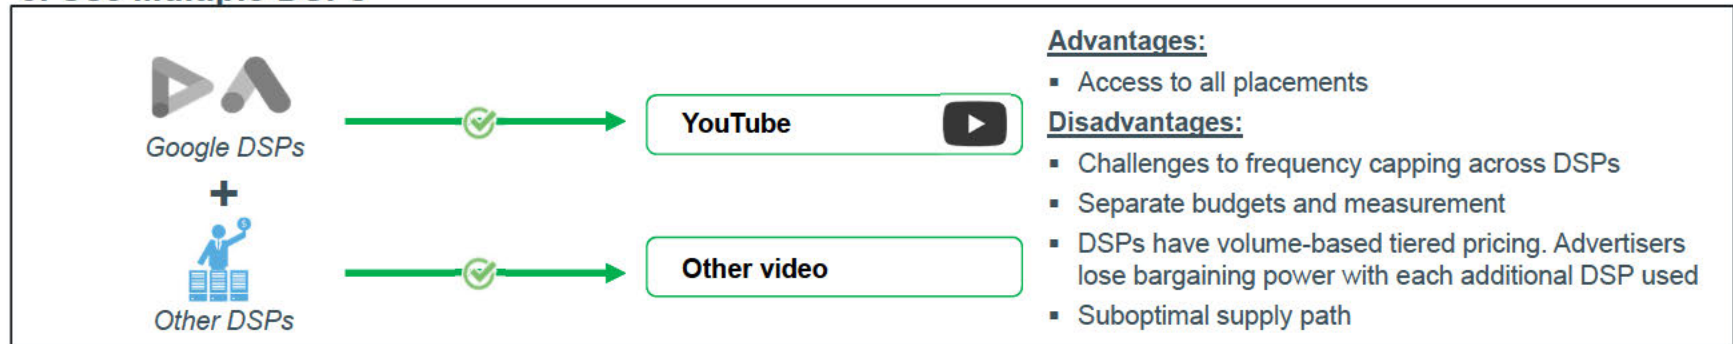 Advantages:
▪ Access to all placements
Disadvantages:
▪ Challenges to frequency capping across DSPs
▪ Separate budgets and measurement
▪ DSPs have volume-based tiered pricing. Advertisers
lose bargaining power with each additional DSP used
▪ Suboptimal supply path
Google DSPs
+
Other DSPs
YouTube
Other video